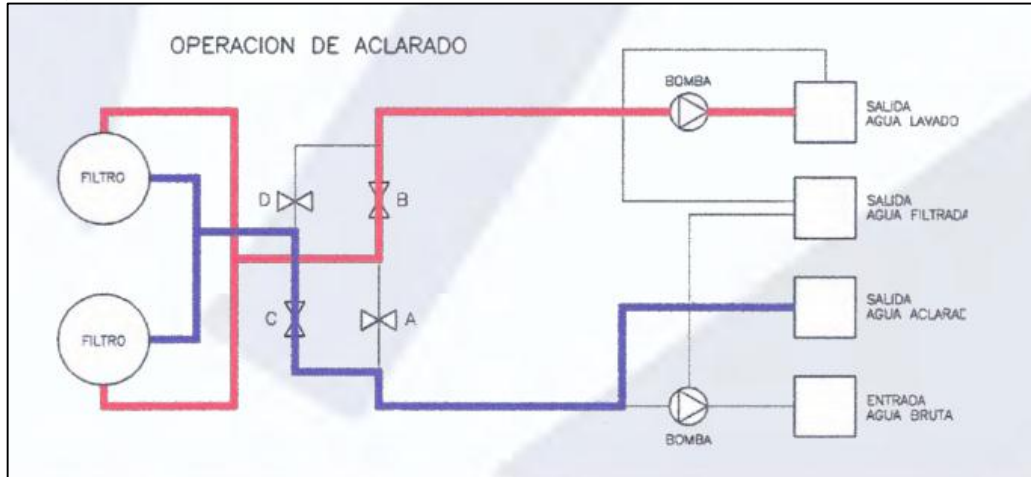 OPERACION DE ACLARADO
BOMBA
SALIDA
AGUA LAVADO
FILTRO
D
B
SALIDA
AGUA FILTRADA
C
A
SALIDA
AGUA ACLARAD
FILTRO
ENTRADA
AGUA BRUTA
BOMBA